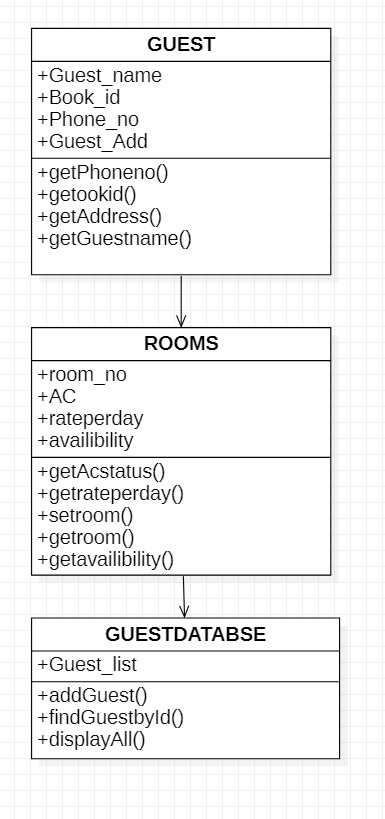 GUEST
+Guest_name
+Book_id
+Phone_no
+Guest_Add
+getPhoneno()
+getookid()
+getAddress()
+getGuestname()
ROOMS
+room_no
+AC
+rateperday
+availibility
+getAcstatus()
+getrateperday()
+setroom()
+getroom()
+getavailibility()
GUESTDATABSE
+Guest_list
+addGuest()
+findGuestbyId()
+displayAll()